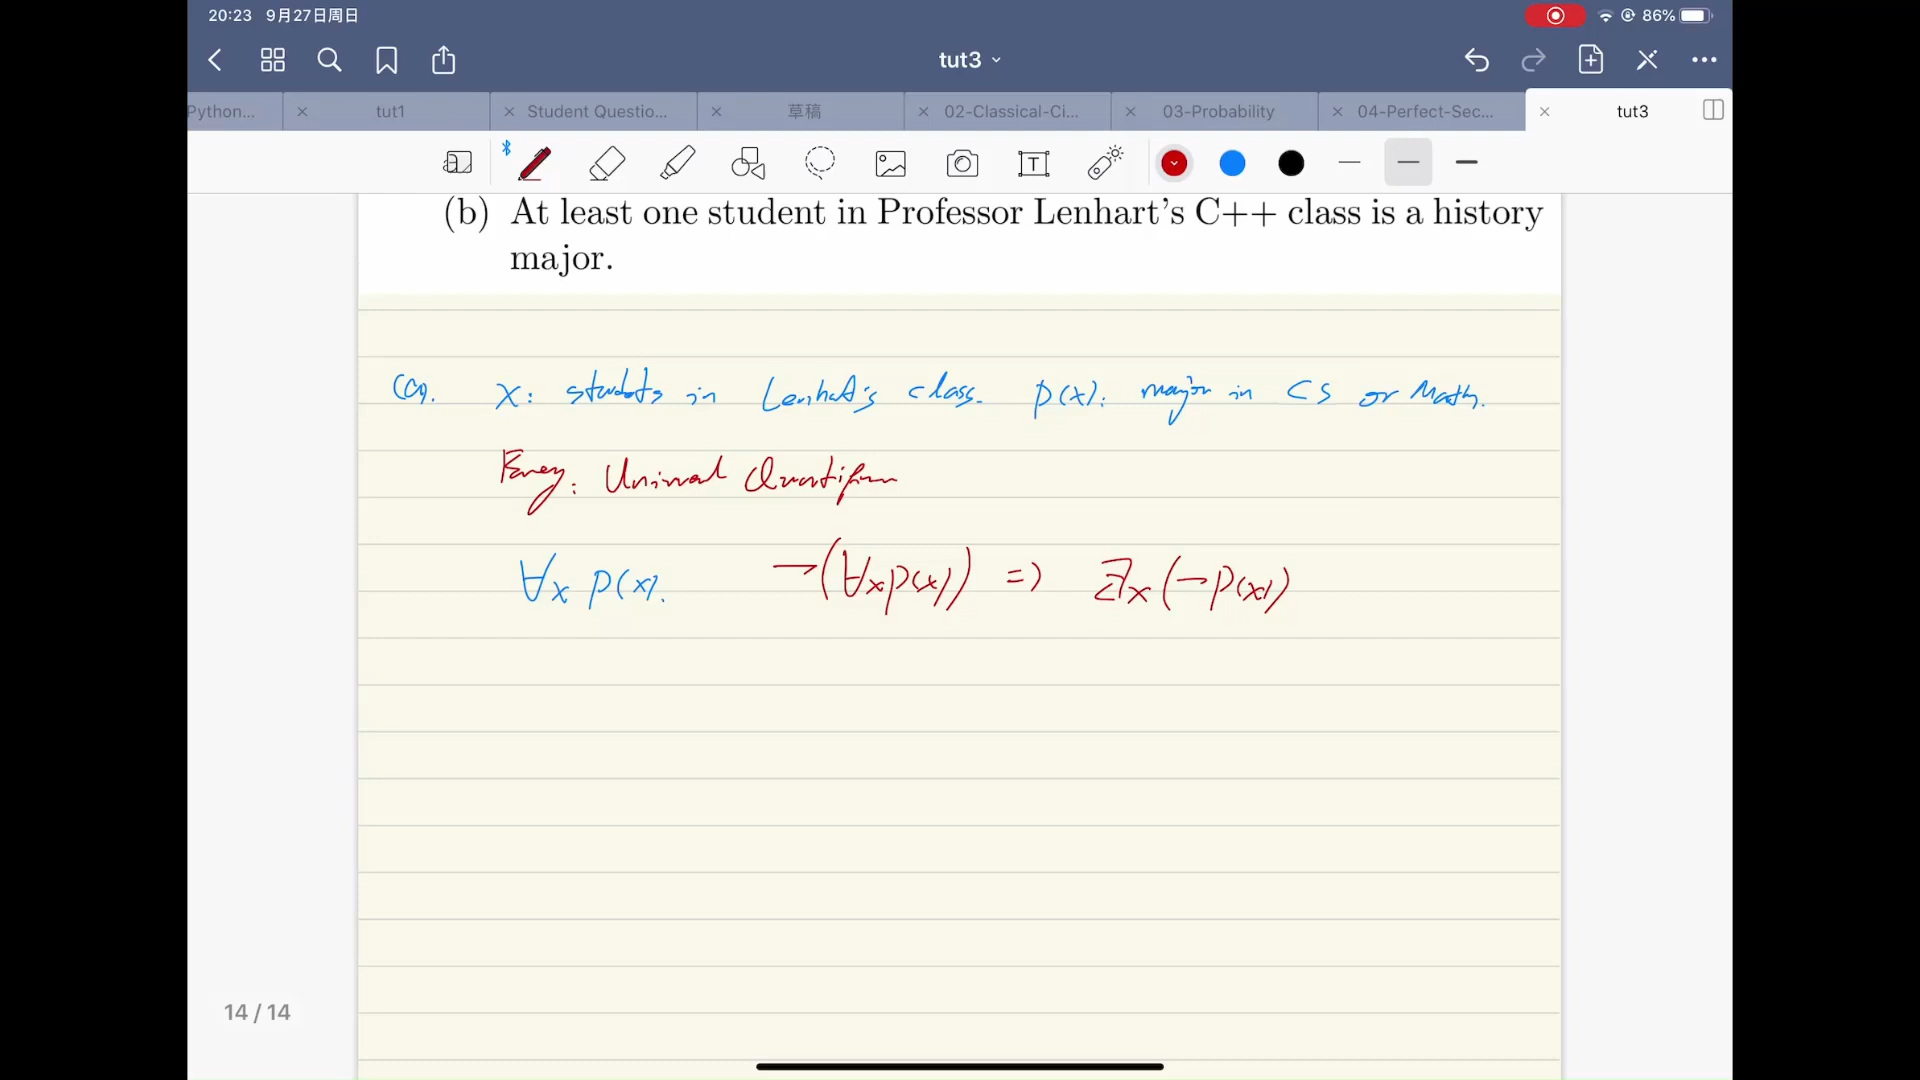 20:23 9月27日周日 86%
tut3
Python... tut1 Student Questio... 草稿 02-Classical-Ci... 03-Probability 04-Perfect-Sec... tut3
(b) At least one student in Professor Lenhart's C++ class is a history
major.
(a). x: students in Lenhart's class. p(x): major in CS or Math.
Every: Universal Quantifier
∀x p(x). ¬(∀x p(x)) => ∃x (¬p(x))
14 / 14